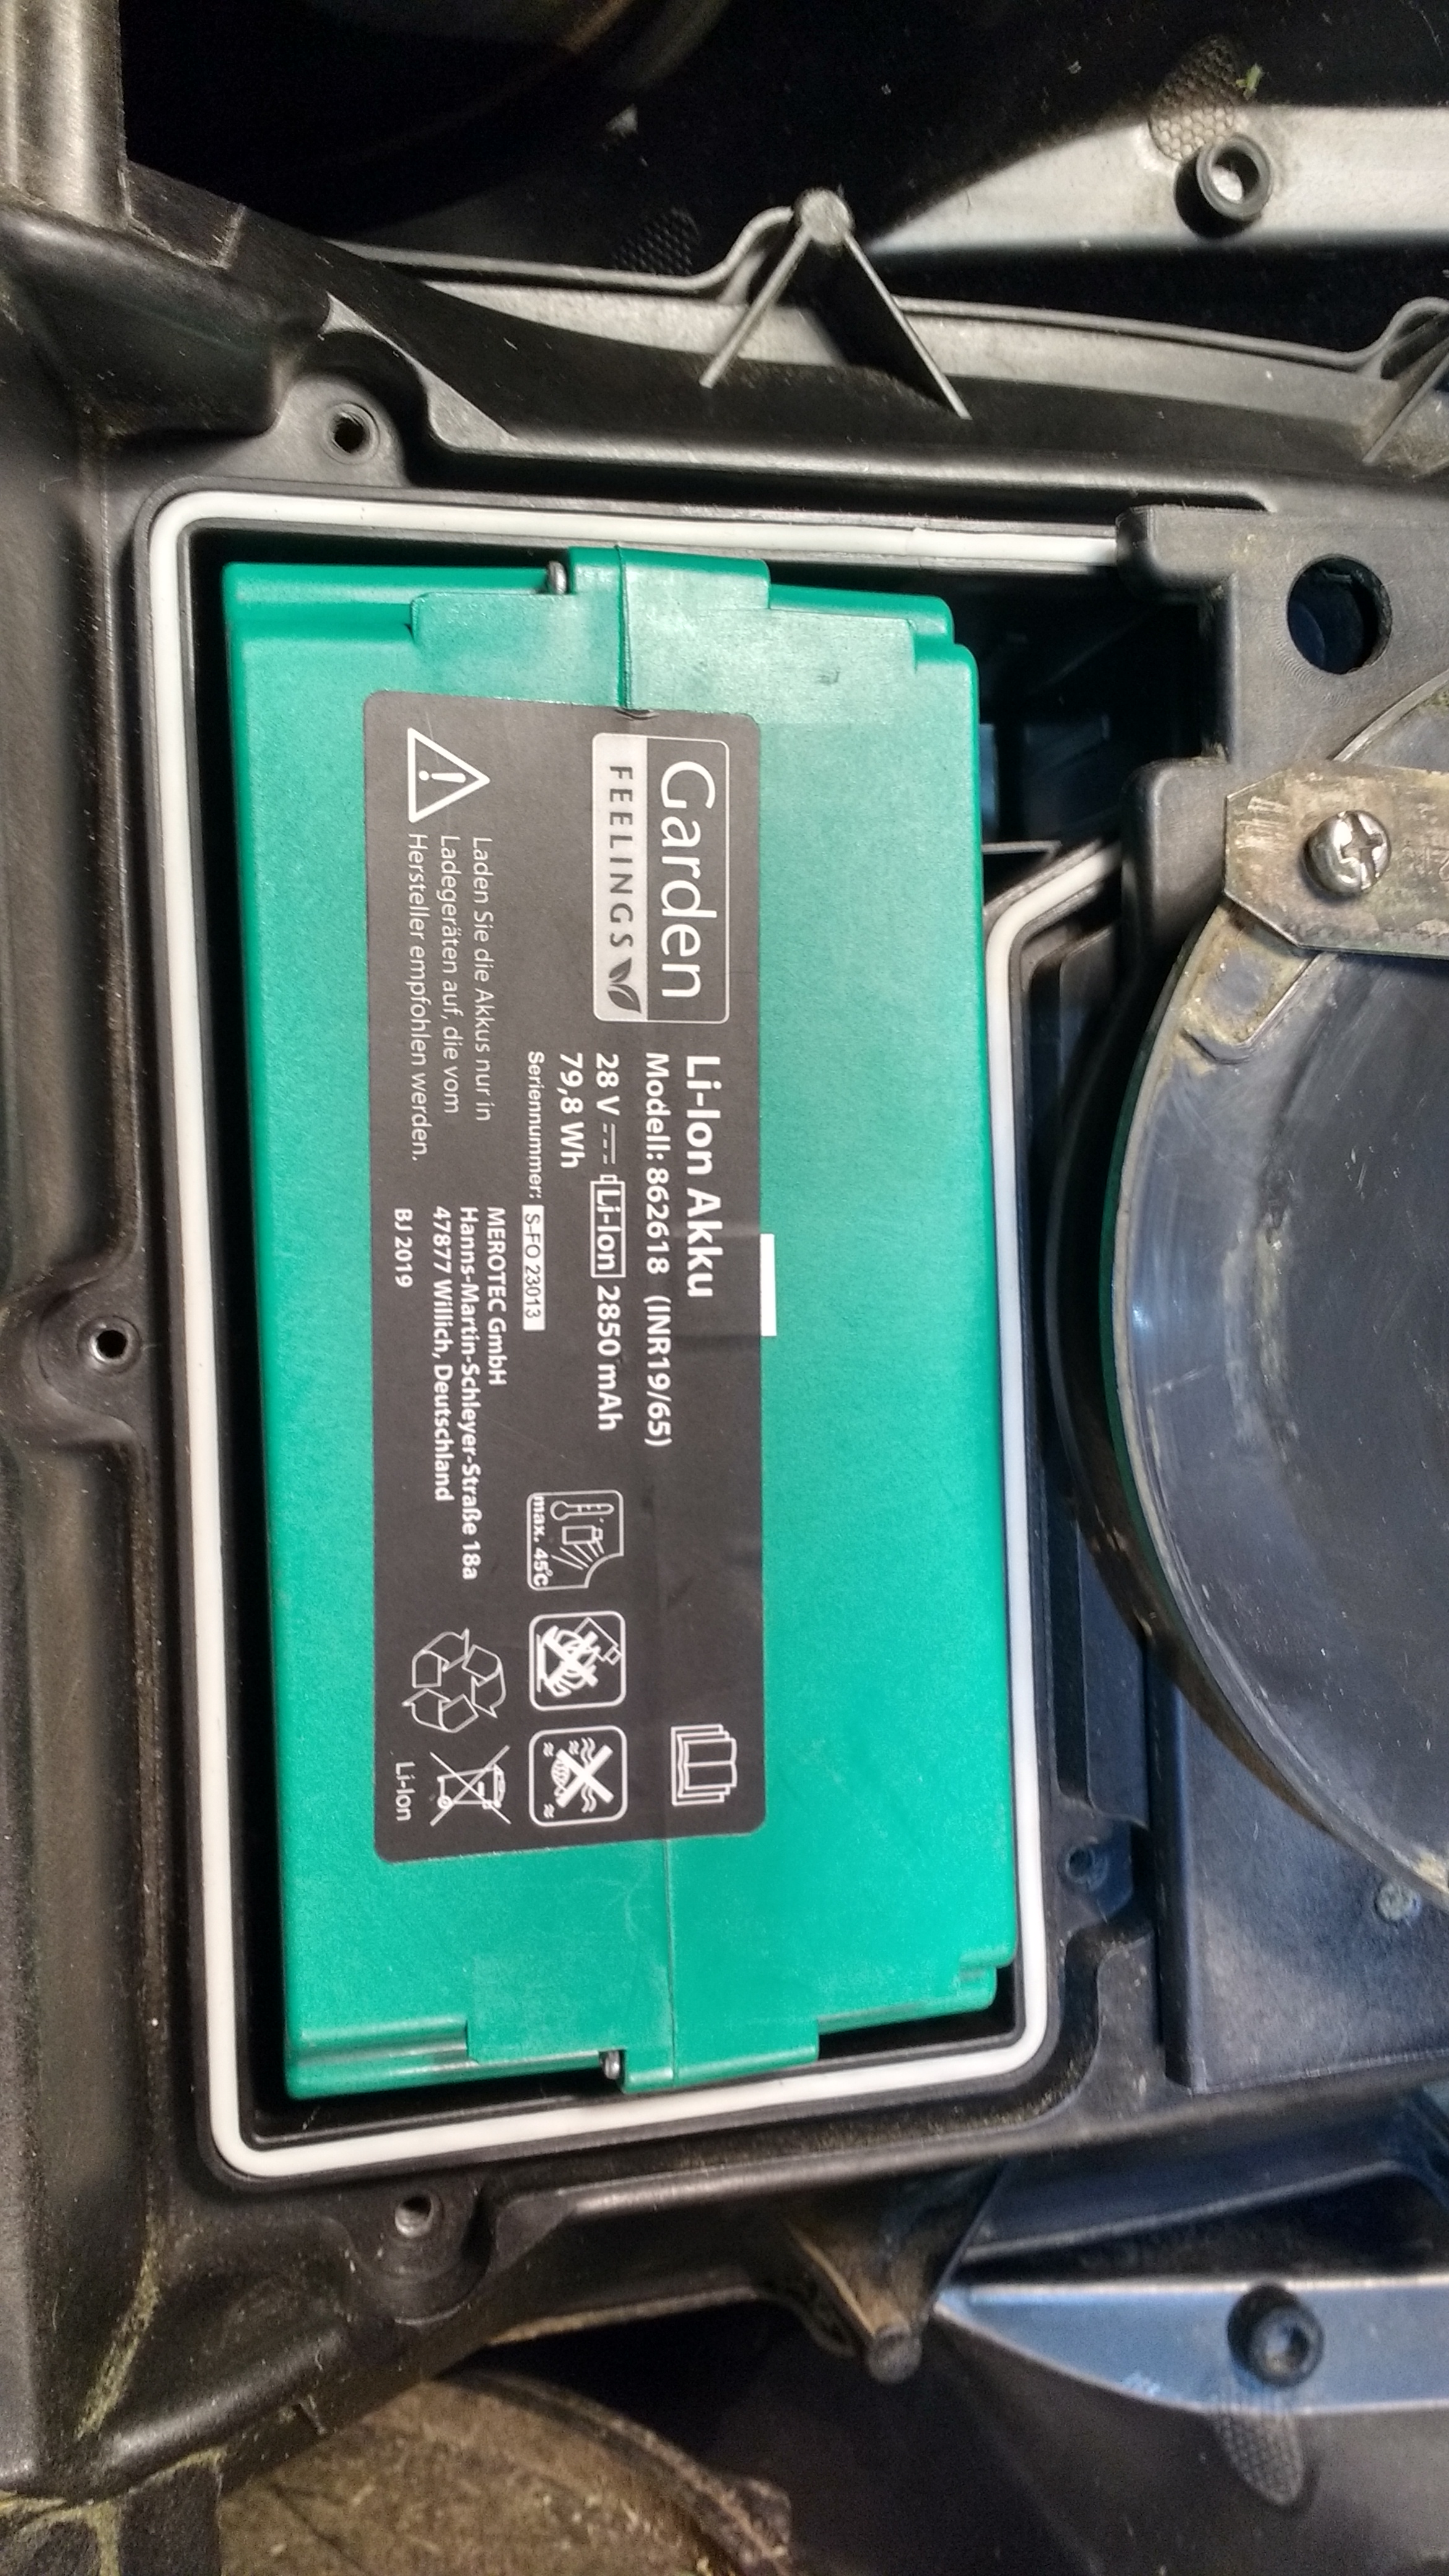 Garden
FEELINGS
Li-Ion Akku
Modell: 862618 (INR19/65)
28 V Li-Ion 2850 mAh
79,8 Wh
Seriennummer: S-FO 23013
Laden Sie die Akkus nur in
Ladegeräten auf, die vom
Hersteller empfohlen werden.
MEROTEC GmbH
Hanns-Martin-Schleyer-Straße 18a
47877 Willich, Deutschland
BJ 2019
max. 45°C
Li-Ion